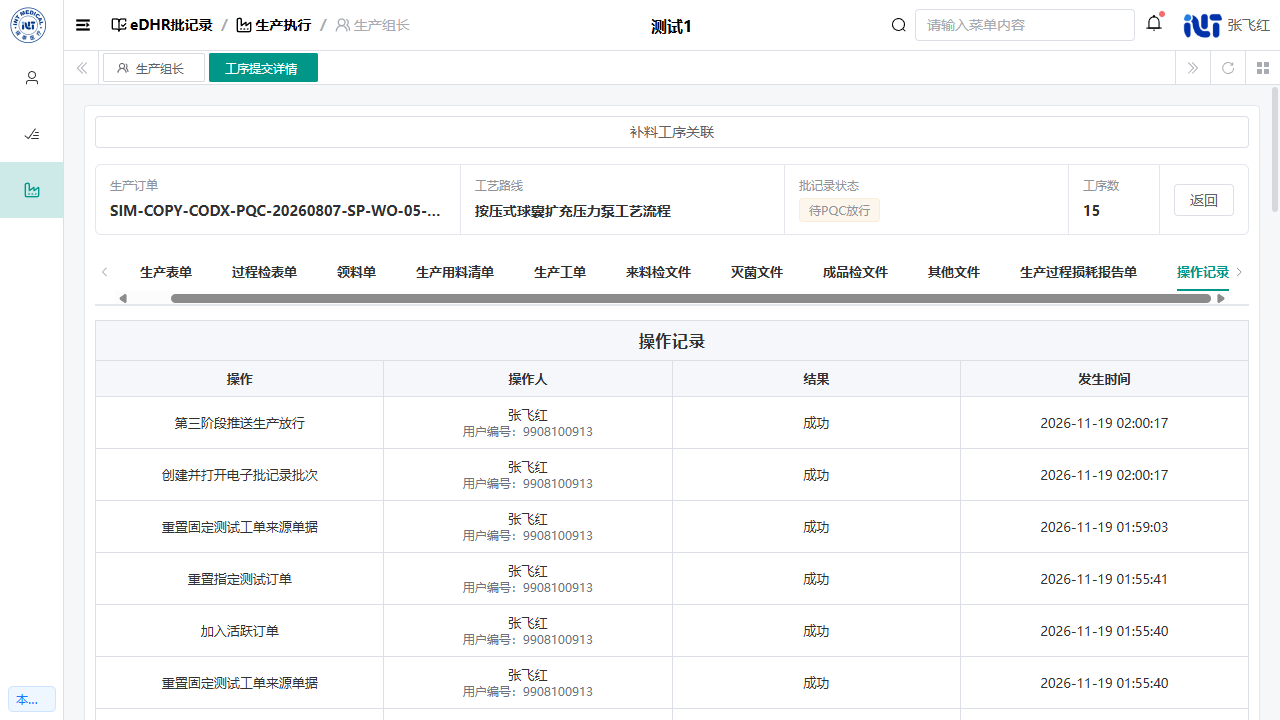 eDHR批记录 / 生产执行 / 生产组长
测试1
请输入菜单内容
张飞红
生产组长
工序提交详情
补料工序关联
生产订单
SIM-COPY-CODX-PQC-20260807-SP-WO-05-...
工艺路线
按压式球囊扩充压力泵工艺流程
批记录状态
待PQC放行
工序数
15
返回
生产表单 过程检表单 领料单 生产用料清单 生产工单 来料检文件 灭菌文件 成品检文件 其他文件 生产过程损耗报告单 操作记录
操作记录
操作 操作人 结果 发生时间
第三阶段推送生产放行 张飞红 成功 2026-11-19 02:00:17
用户编号：9908100913
创建并打开电子批记录批次 张飞红 成功 2026-11-19 02:00:17
用户编号：9908100913
重置固定测试工单来源单据 张飞红 成功 2026-11-19 01:59:03
用户编号：9908100913
重置指定测试订单 张飞红 成功 2026-11-19 01:55:41
用户编号：9908100913
加入活跃订单 张飞红 成功 2026-11-19 01:55:40
用户编号：9908100913
重置固定测试工单来源单据 张飞红 成功 2026-11-19 01:55:40
用户编号：9908100913
本...